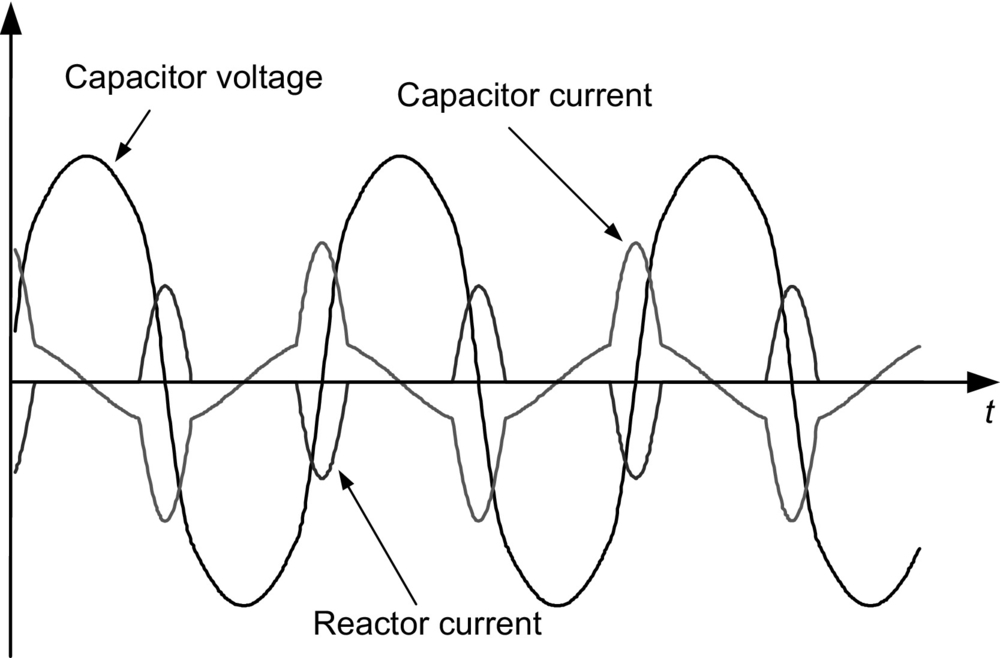 Capacitor voltage
Capacitor current
t
Reactor current